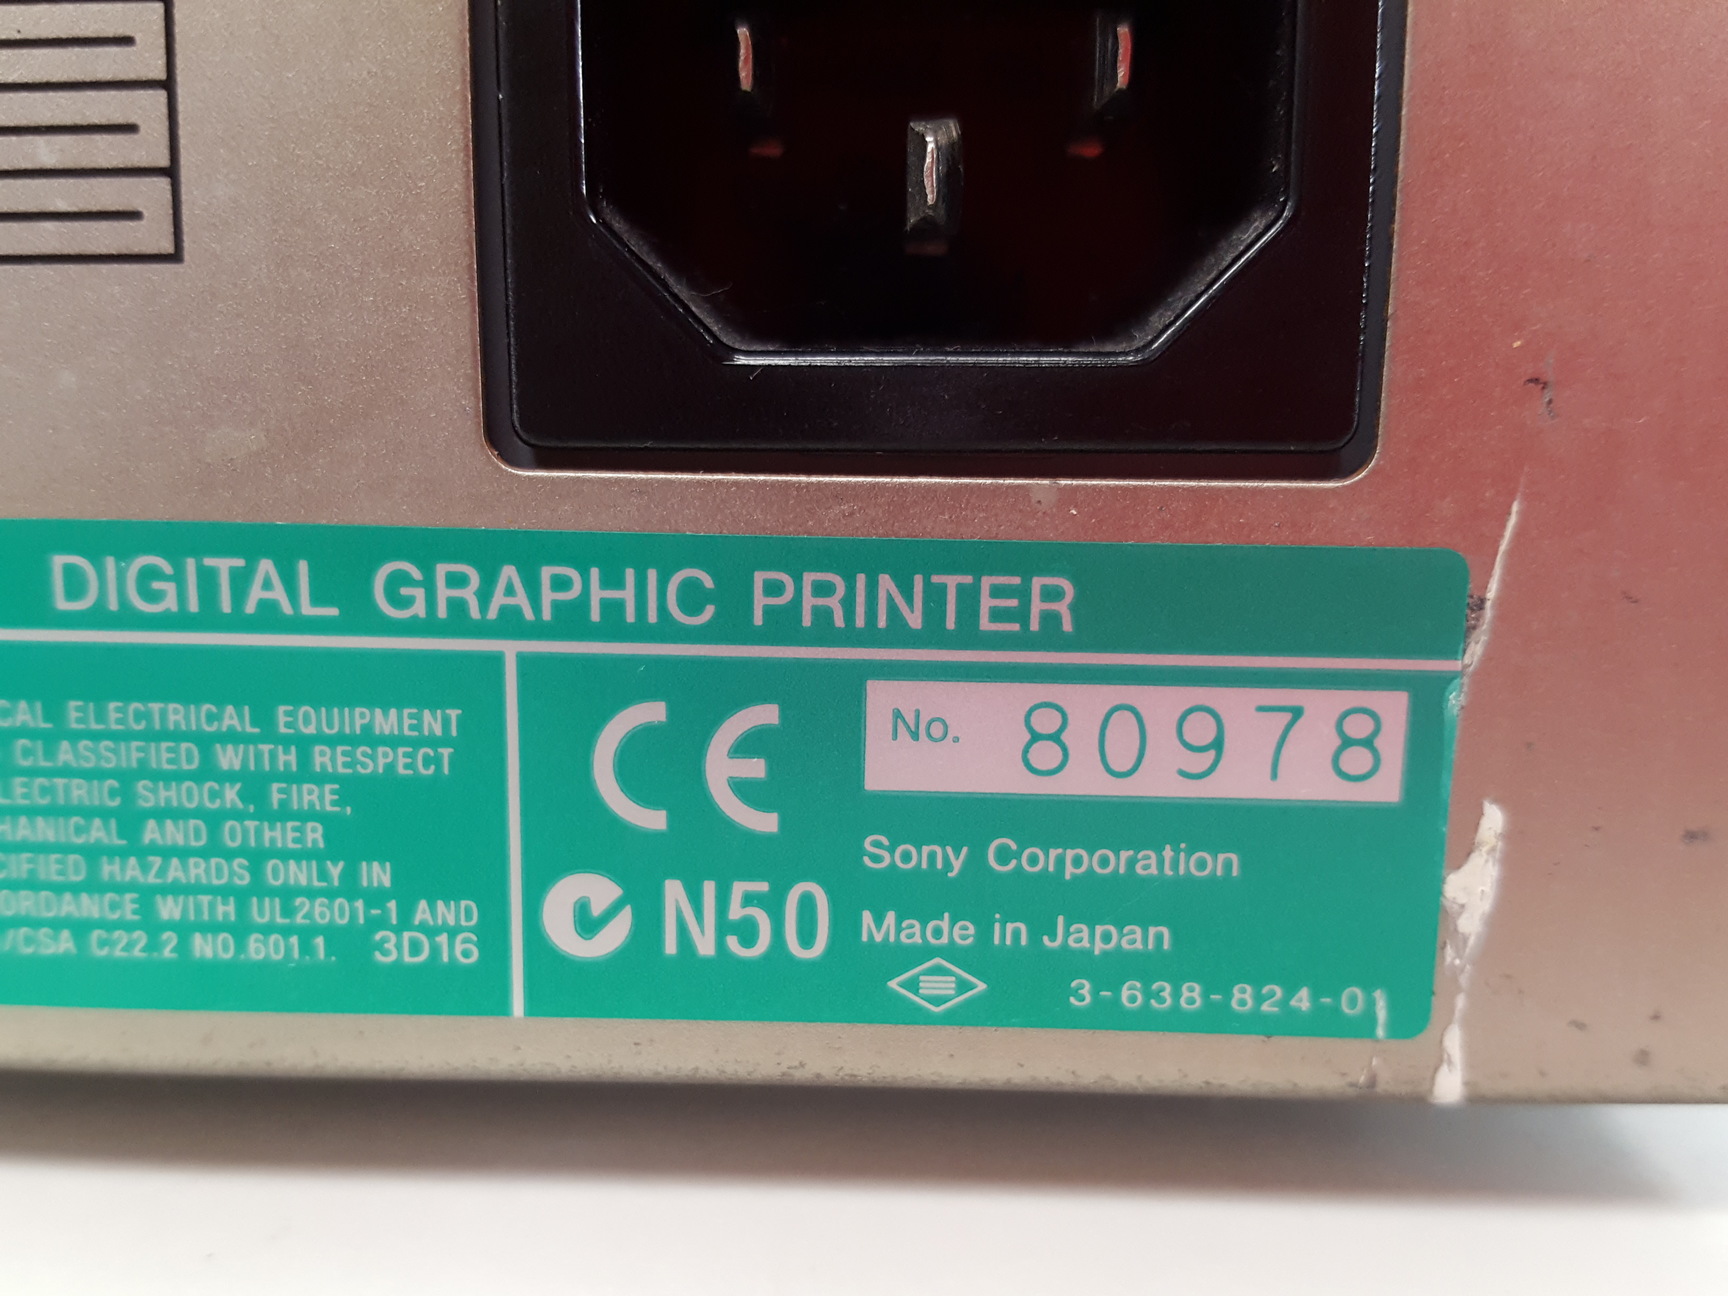 DIGITAL GRAPHIC PRINTER
CAL ELECTRICAL EQUIPMENT
CLASSIFIED WITH RESPECT
LECTRIC SHOCK, FIRE,
HANICAL AND OTHER
CIFIED HAZARDS ONLY IN
ORDANCE WITH UL2601-1 AND
/CSA C22.2 NO.601.1. 3D16
CE
N50
No. 80978
Sony Corporation
Made in Japan
3-638-824-01